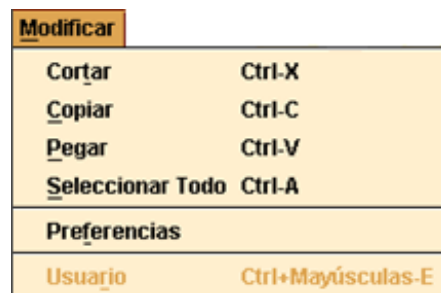 Modificar
Cortar Ctrl-X
Copiar Ctrl-C
Pegar Ctrl-V
Seleccionar Todo Ctrl-A
Preferencias
Usuario Ctrl+Mayúsculas-E